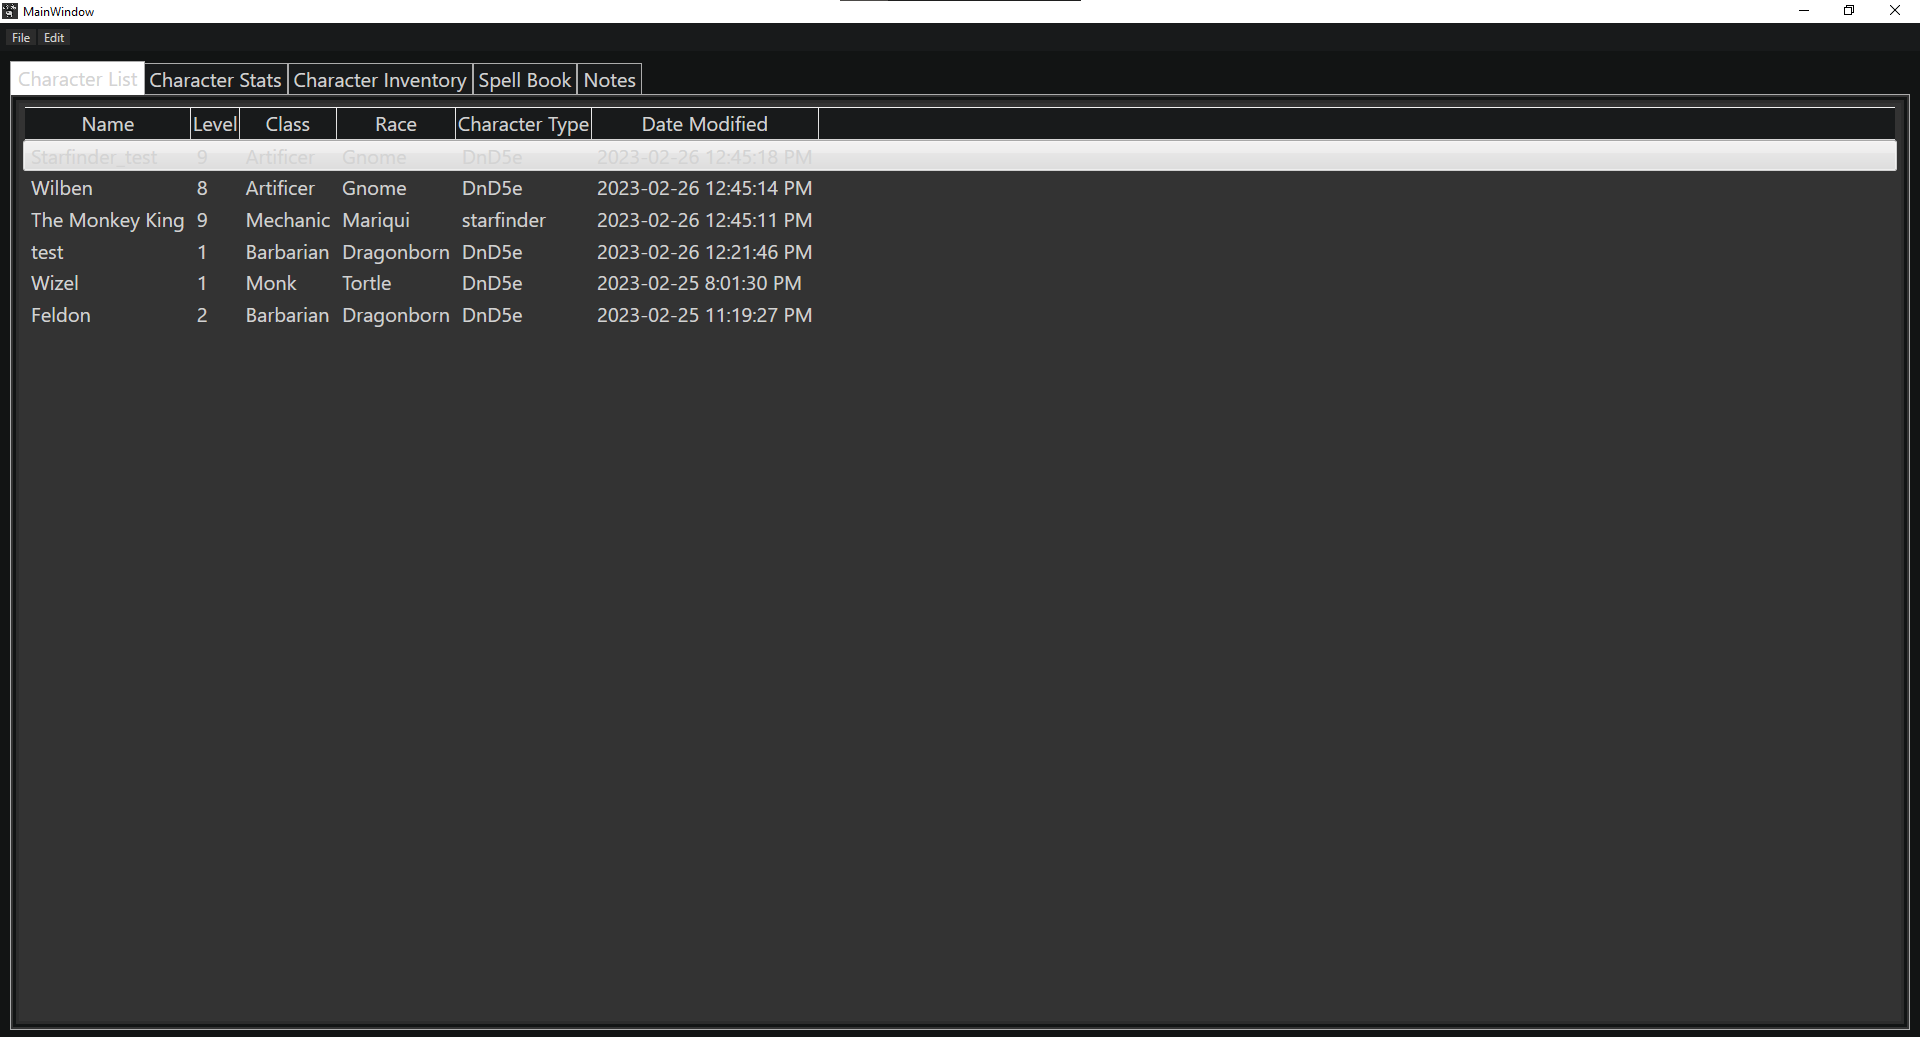 MainWindow
File Edit
Character List Character Stats Character Inventory Spell Book Notes
Name Level Class Race Character Type Date Modified
Starfinder_test 9 Artificer Gnome DnD5e 2023-02-26 12:45:18 PM
Wilben 8 Artificer Gnome DnD5e 2023-02-26 12:45:14 PM
The Monkey King 9 Mechanic Mariqui starfinder 2023-02-26 12:45:11 PM
test 1 Barbarian Dragonborn DnD5e 2023-02-26 12:21:46 PM
Wizel 1 Monk Tortle DnD5e 2023-02-25 8:01:30 PM
Feldon 2 Barbarian Dragonborn DnD5e 2023-02-25 11:19:27 PM